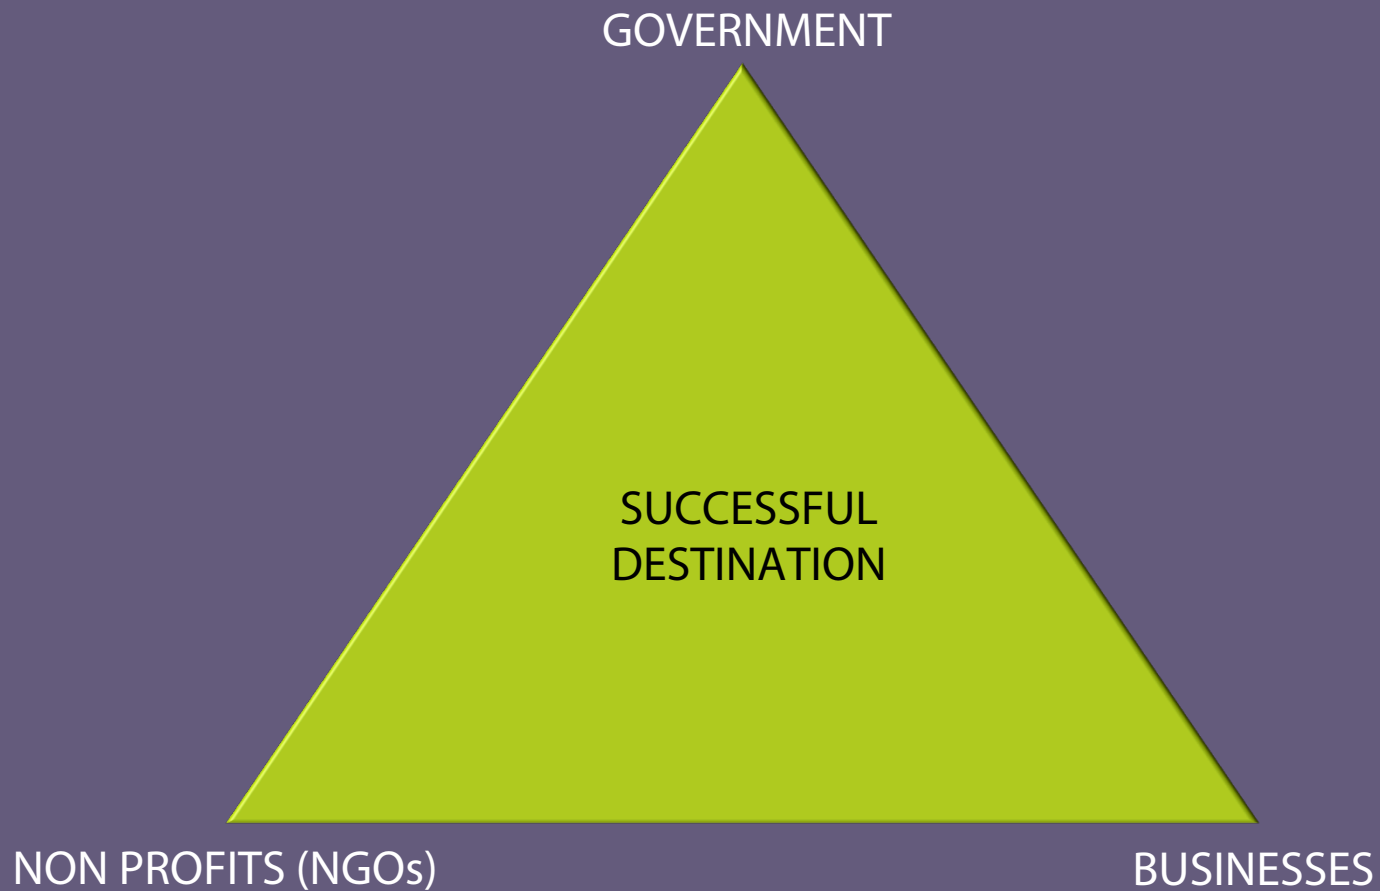 GOVERNMENT
SUCCESSFUL
DESTINATION
NON PROFITS (NGOs)
BUSINESSES